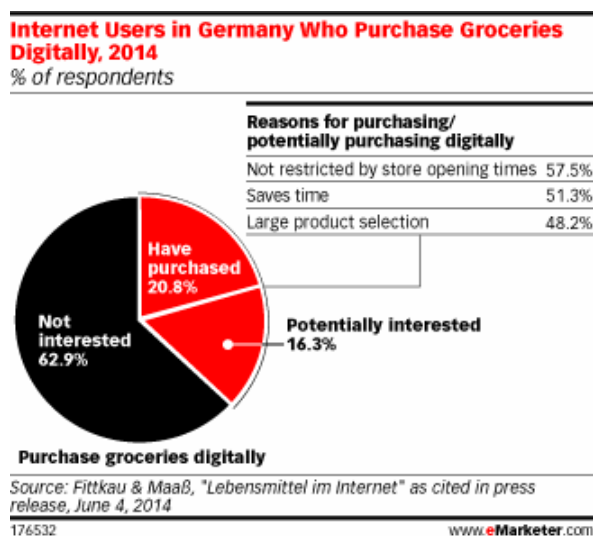 Internet Users in Germany Who Purchase Groceries
Digitally, 2014
% of respondents
Reasons for purchasing/
potentially purchasing digitally
Not restricted by store opening times 57.5%
Saves time 51.3%
Large product selection 48.2%
Have
purchased
20.8%
Not
interested
62.9%
Potentially interested
16.3%
Purchase groceries digitally
Source: Fittkau & Maaß, "Lebensmittel im Internet" as cited in press
release, June 4, 2014
176532 www.eMarketer.com